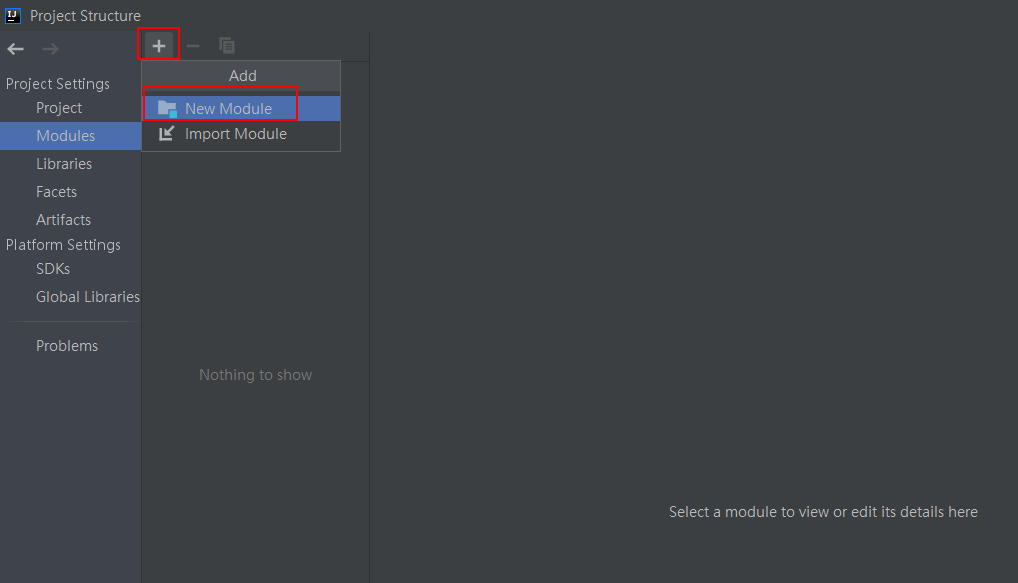 Project Structure
Project Settings
Project
Modules
Libraries
Facets
Artifacts
Platform Settings
SDKs
Global Libraries
Problems
Add
New Module
Import Module
Nothing to show
Select a module to view or edit its details here